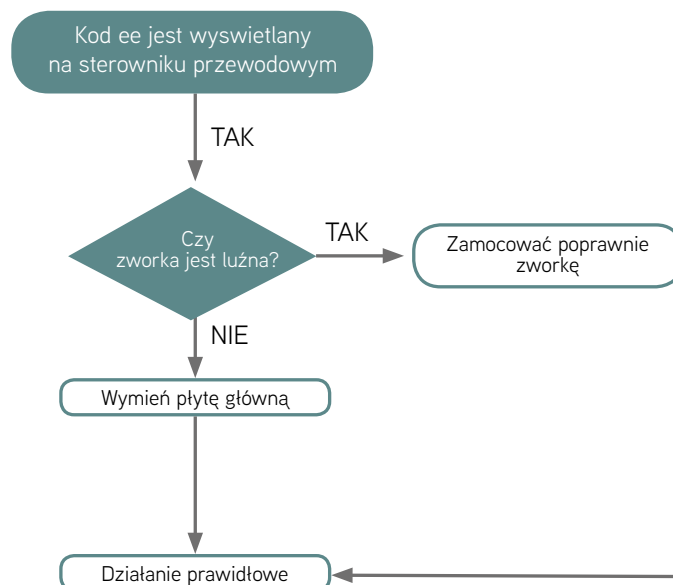 Kod ee jest wyswietlany
na sterowniku przewodowym
TAK
Czy
zworka jest luźna?
TAK
Zamocować poprawnie
zworkę
NIE
Wymień płytę główną
Działanie prawidłowe